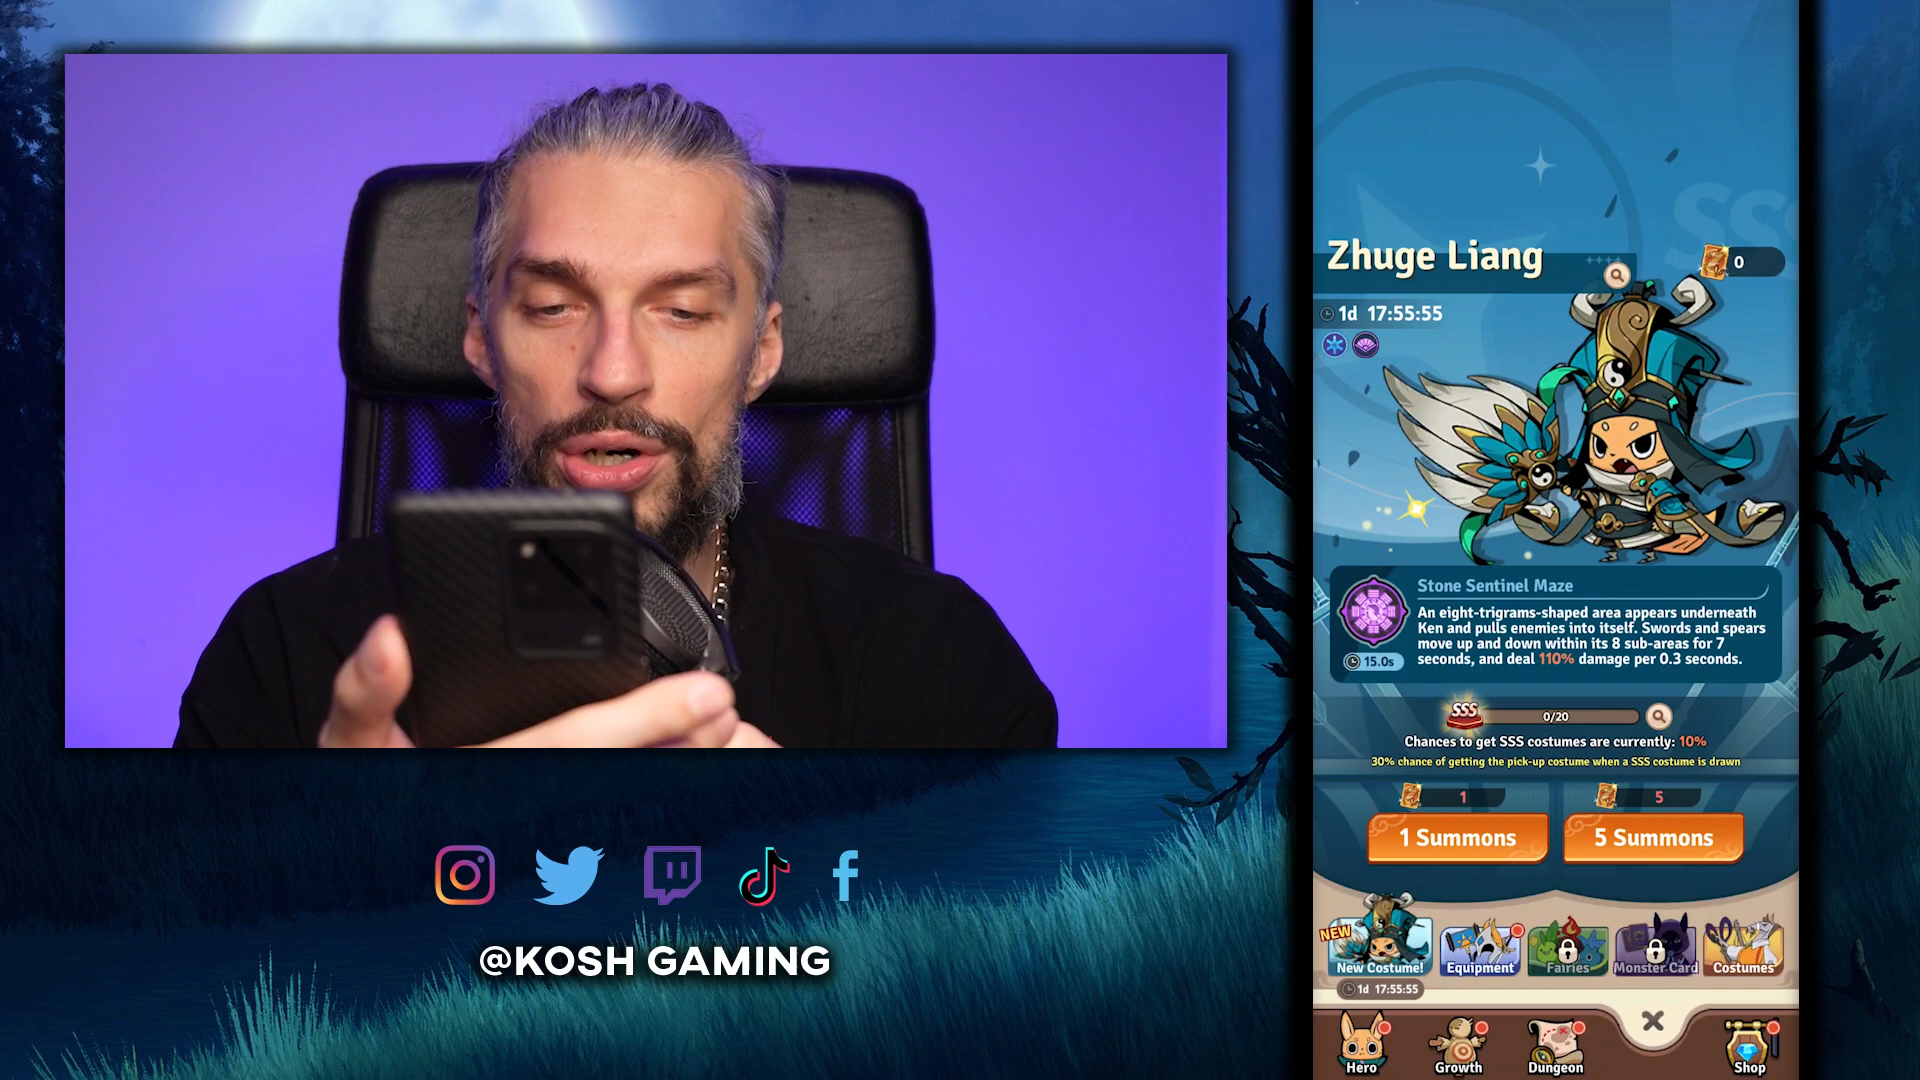 SSS
Zhuge Liang
0
1d 17:55:55
Stone Sentinel Maze
An eight-trigrams-shaped area appears underneath
Ken and pulls enemies into itself. Swords and spears
move up and down within its 8 sub-areas for 7
seconds, and deal 110% damage per 0.3 seconds.
15.0s
SSS
0/20
Chances to get SSS costumes are currently: 10%
30% chance of getting the pick-up costume when a SSS costume is drawn
1
5
1 Summons
5 Summons
NEW
New Costume!
Equipment
Fairies
Monster Card
Costumes
1d 17:55:55
Hero
Growth
Dungeon
Shop
@KOSH GAMING